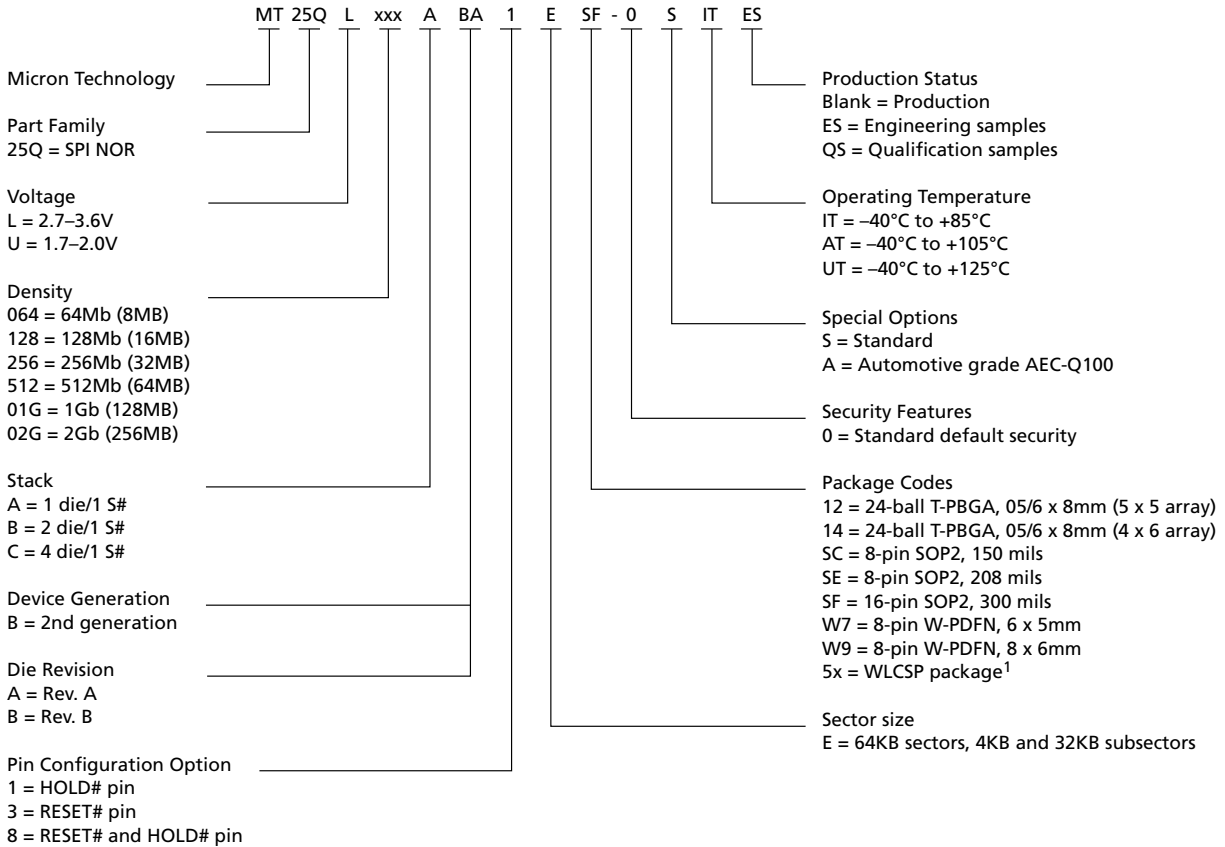 MT 25Q L xxx A BA 1 E SF - 0 S IT ES
Micron Technology
Part Family
25Q = SPI NOR
Voltage
L = 2.7–3.6V
U = 1.7–2.0V
Density
064 = 64Mb (8MB)
128 = 128Mb (16MB)
256 = 256Mb (32MB)
512 = 512Mb (64MB)
01G = 1Gb (128MB)
02G = 2Gb (256MB)
Stack
A = 1 die/1 S#
B = 2 die/1 S#
C = 4 die/1 S#
Device Generation
B = 2nd generation
Die Revision
A = Rev. A
B = Rev. B
Pin Configuration Option
1 = HOLD# pin
3 = RESET# pin
8 = RESET# and HOLD# pin
Production Status
Blank = Production
ES = Engineering samples
QS = Qualification samples
Operating Temperature
IT = –40°C to +85°C
AT = –40°C to +105°C
UT = –40°C to +125°C
Special Options
S = Standard
A = Automotive grade AEC-Q100
Security Features
0 = Standard default security
Package Codes
12 = 24-ball T-PBGA, 05/6 x 8mm (5 x 5 array)
14 = 24-ball T-PBGA, 05/6 x 8mm (4 x 6 array)
SC = 8-pin SOP2, 150 mils
SE = 8-pin SOP2, 208 mils
SF = 16-pin SOP2, 300 mils
W7 = 8-pin W-PDFN, 6 x 5mm
W9 = 8-pin W-PDFN, 8 x 6mm
5x = WLCSP package1
Sector size
E = 64KB sectors, 4KB and 32KB subsectors